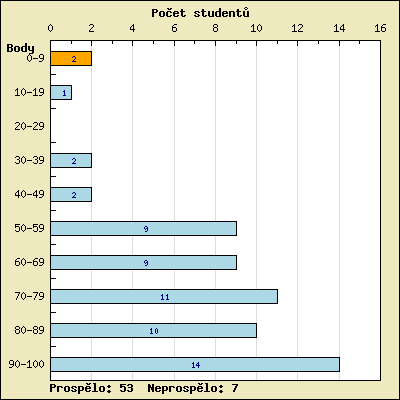 Počet studentů
0 2 4 6 8 10 12 14 16
Body
0-9 2
10-19 1
20-29
30-39 2
40-49 2
50-59 9
60-69 9
70-79 11
80-89 10
90-100 14
Prospělo: 53 Neprospělo: 7